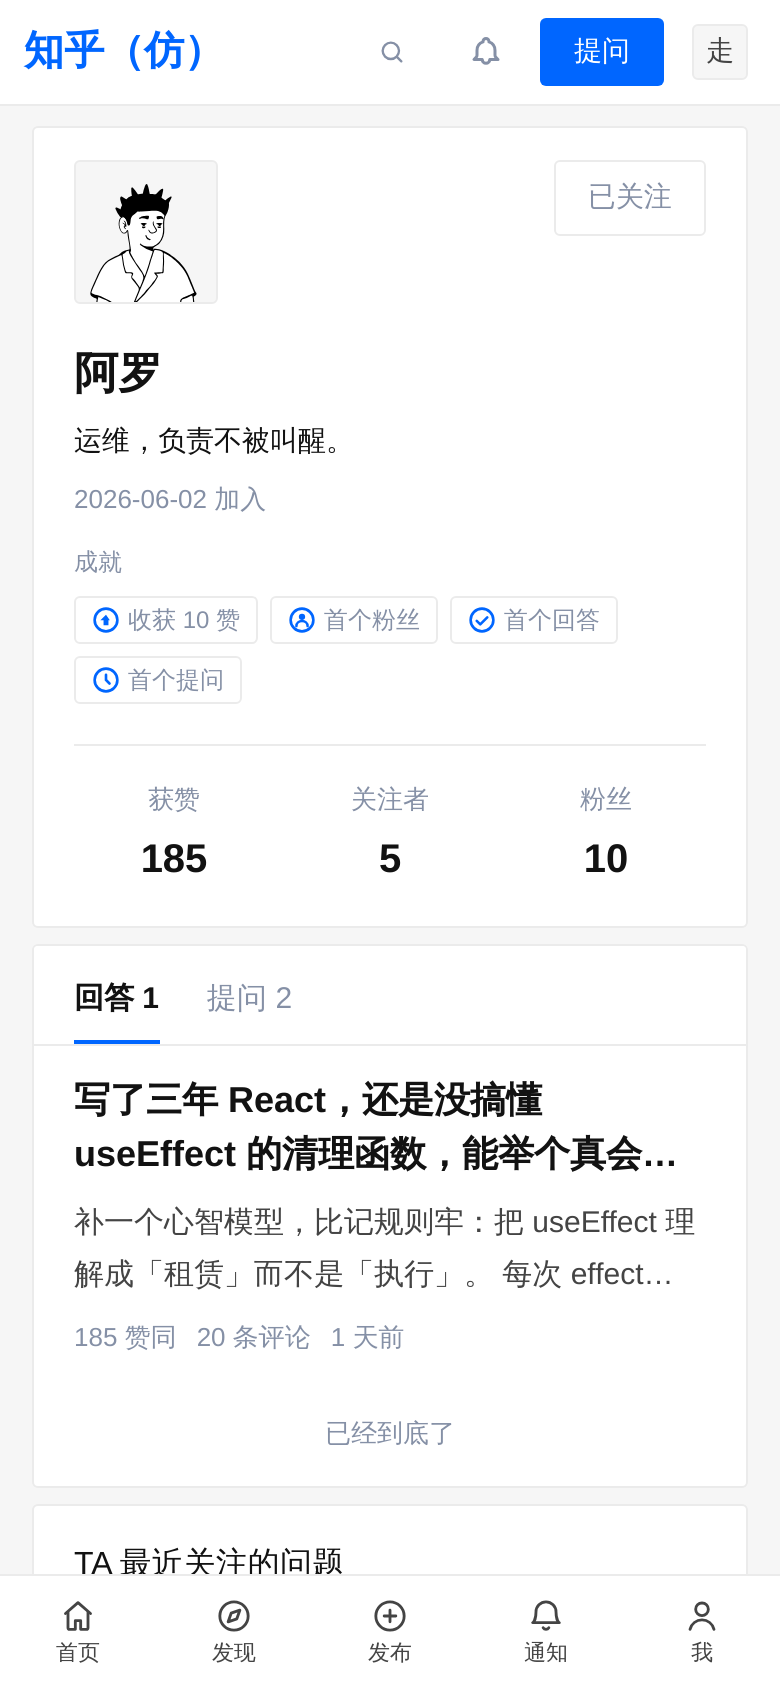 知乎（仿）
提问
走
已关注
阿罗
运维，负责不被叫醒。
2026-06-02 加入
成就
收获 10 赞
首个粉丝
首个回答
首个提问
获赞
关注者
粉丝
185
5
10
回答 1
提问 2
写了三年 React，还是没搞懂
useEffect 的清理函数，能举个真会…
补一个心智模型，比记规则牢：把 useEffect 理
解成「租赁」而不是「执行」。 每次 effect…
185 赞同 20 条评论 1 天前
已经到底了
TA 最近关注的问题
首页
发现
发布
通知
我